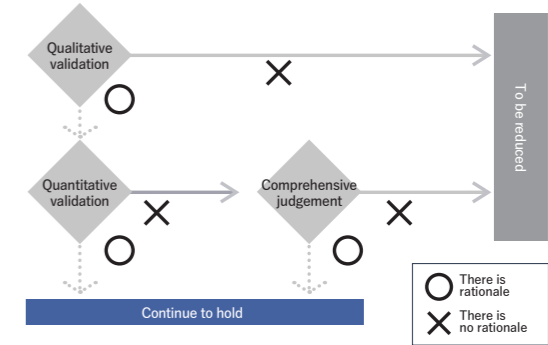 Qualitative
validation
To be reduced
Quantitative
validation
Comprehensive
judgement
Continue to hold
There is
rationale
There is
no rationale